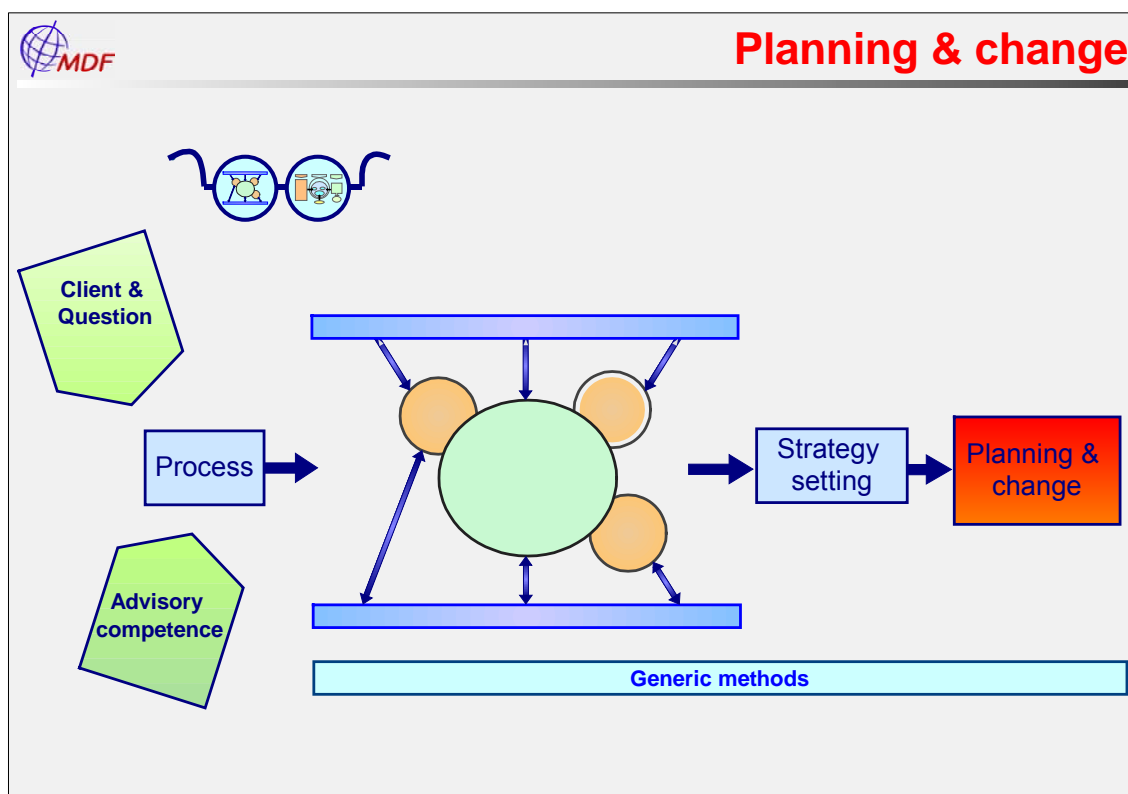 MDF
Planning & change
Client &
Question
Process
Strategy
setting
Planning &
change
Advisory
competence
Generic methods